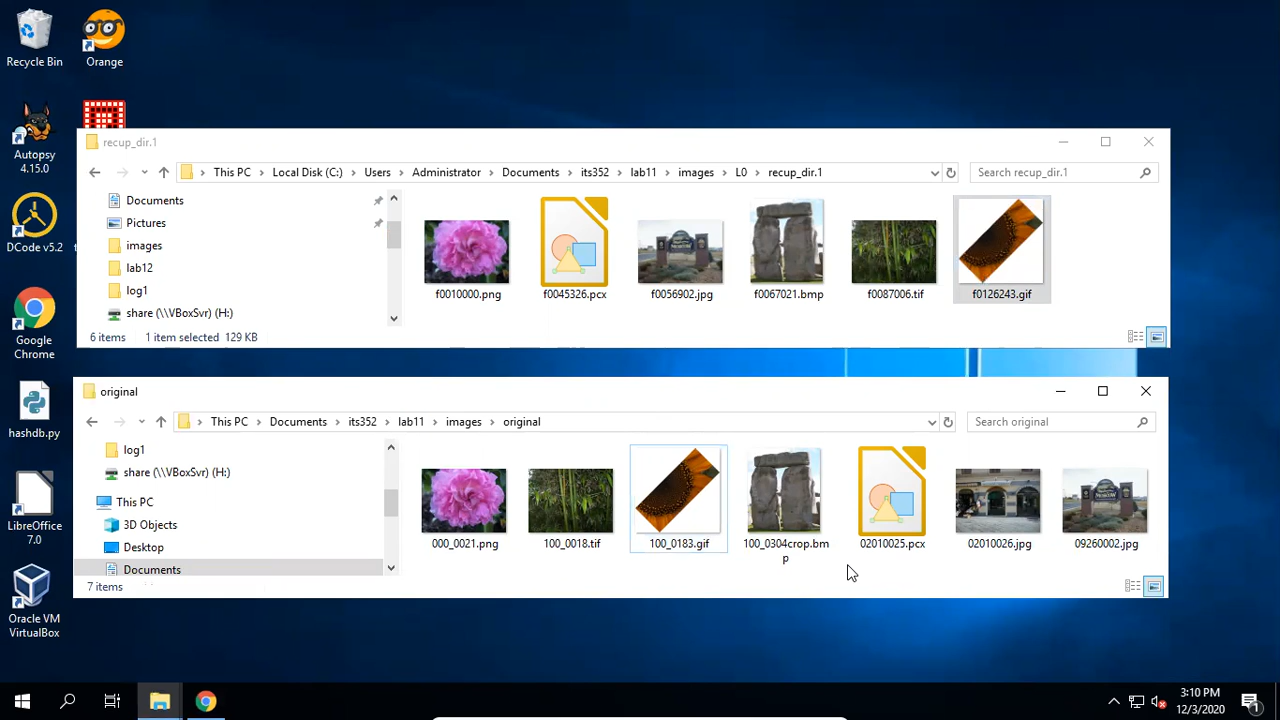 Recycle Bin
Orange
Autopsy
4.15.0
DCode v5.2
Google
Chrome
hashdb.py
LibreOffice
7.0
Oracle VM
VirtualBox
recup_dir.1
This PC > Local Disk (C:) > Users > Administrator > Documents > its352 > lab11 > images > L0 > recup_dir.1
Search recup_dir.1
Documents
Pictures
images
lab12
log1
share (\\VBoxSvr) (H:)
f0010000.png
f0045326.pcx
f0056902.jpg
f0067021.bmp
f0087006.tif
f0126243.gif
6 items
1 item selected 129 KB
original
This PC > Documents > its352 > lab11 > images > original
Search original
log1
share (\\VBoxSvr) (H:)
This PC
3D Objects
Desktop
Documents
000_0021.png
100_0018.tif
100_0183.gif
100_0304crop.bm
p
02010025.pcx
02010026.jpg
09260002.jpg
7 items
3:10 PM
12/3/2020
1